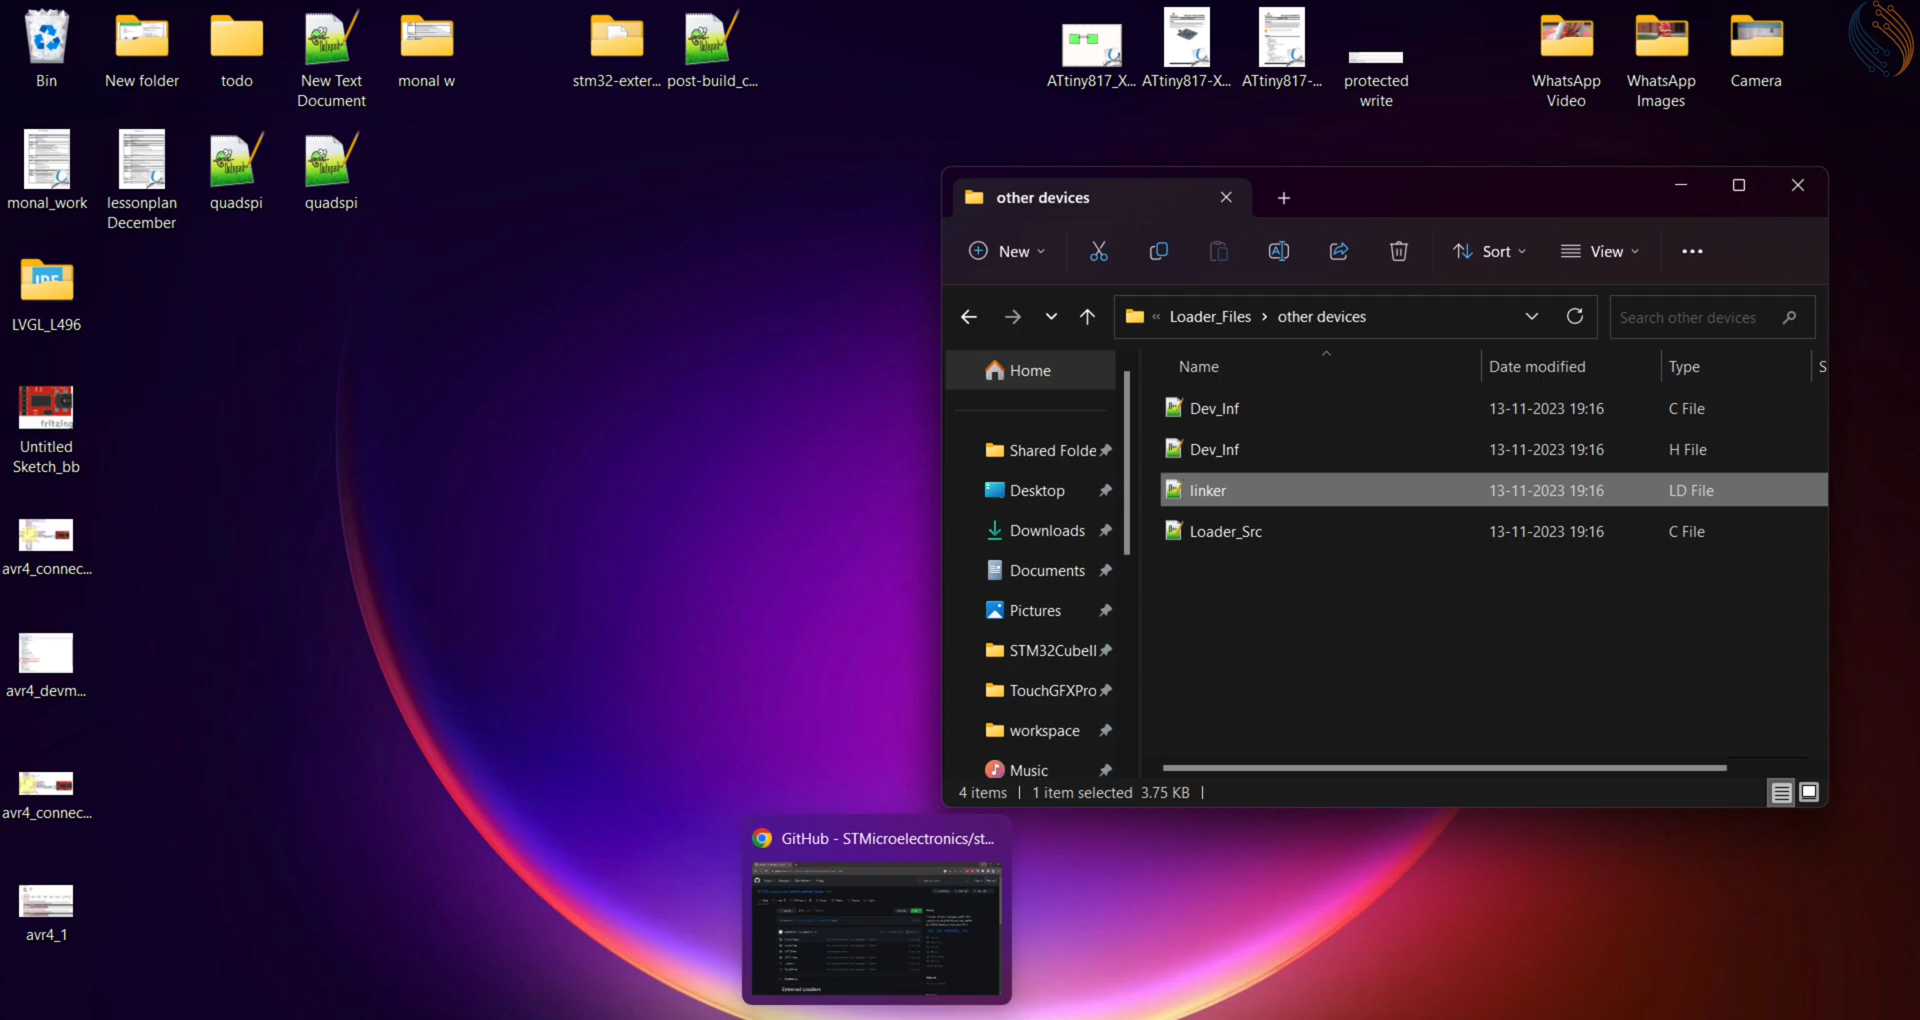 Bin
New folder
todo
New Text
Document
monal w
stm32-exter...
post-build_c...
ATtiny817_X...
ATtiny817-X...
ATtiny817-...
protected
write
WhatsApp
Video
WhatsApp
Images
Camera
monal_work
lessonplan
December
quadspi
quadspi
LVGL_L496
Untitled
Sketch_bb
avr4_connec...
avr4_devm...
avr4_connec...
avr4_1
other devices
New
Sort
View
Loader_Files
other devices
Search other devices
Name
Date modified
Type
S
Home
Shared Folde
Desktop
Downloads
Documents
Pictures
STM32CubeII
TouchGFXPro
workspace
Music
Dev_Inf 13-11-2023 19:16 C File
Dev_Inf 13-11-2023 19:16 H File
linker 13-11-2023 19:16 LD File
Loader_Src 13-11-2023 19:16 C File
4 items | 1 item selected 3.75 KB |
GitHub - STMicroelectronics/st...
External Loaders